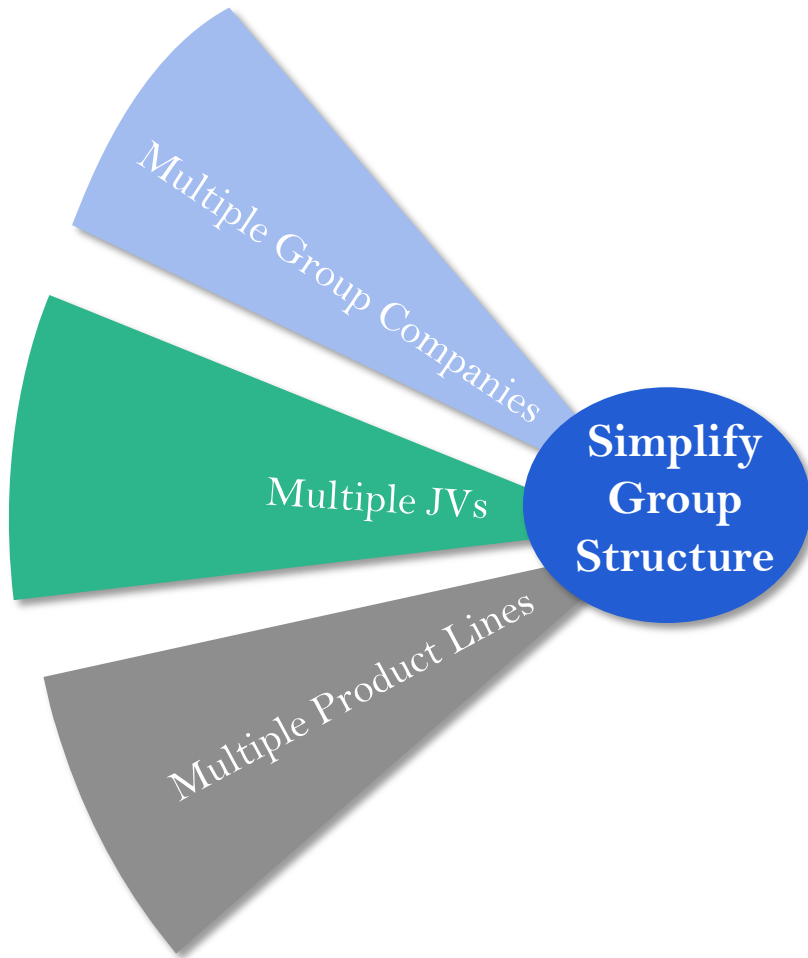 Multiple Group Companies
Multiple JVs
Multiple Product Lines
Simplify
Group
Structure